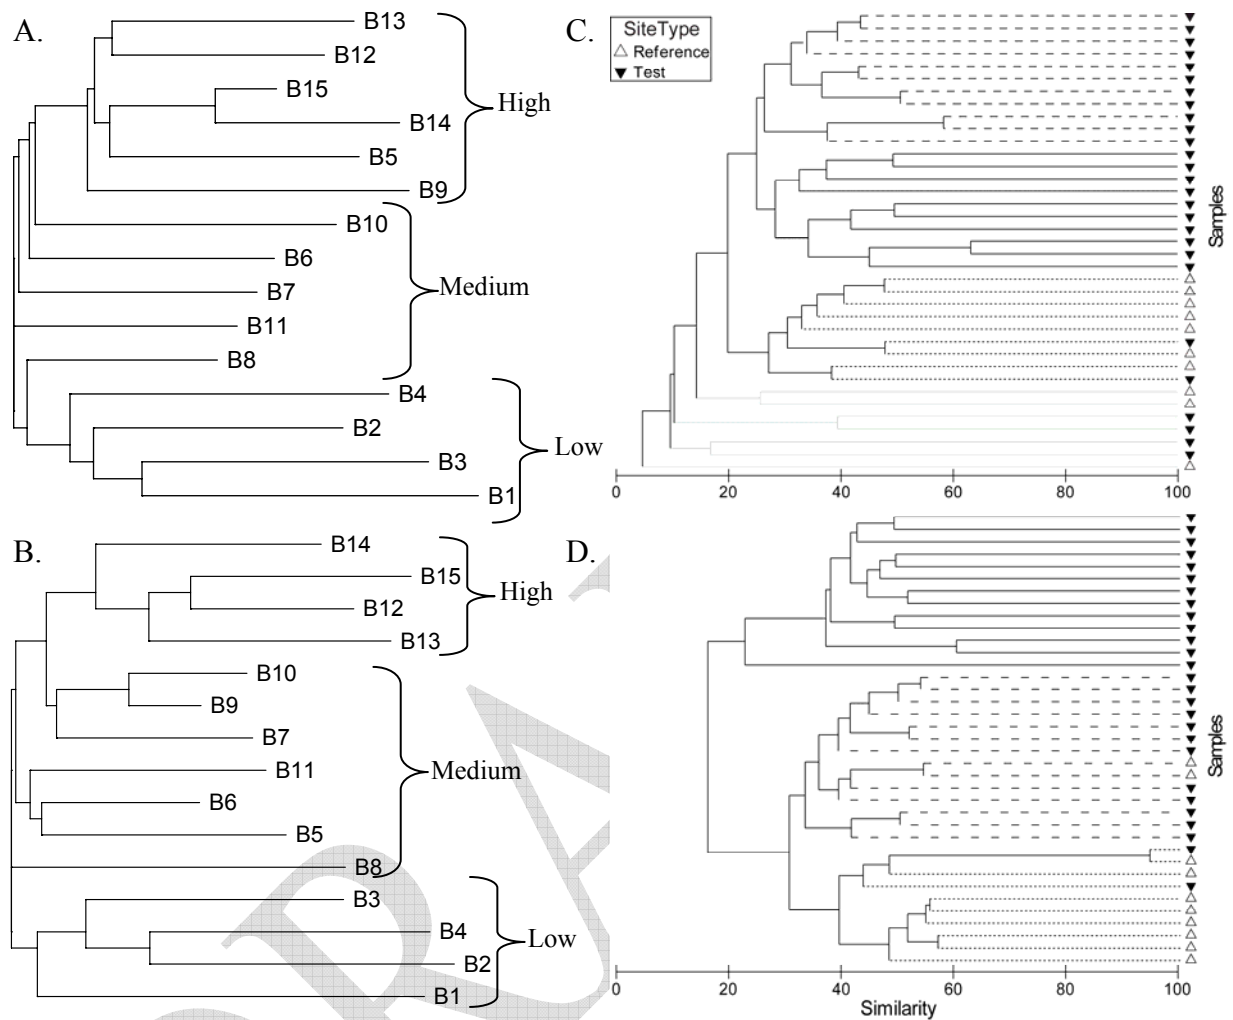 A.
B13
B12
B15
B14
B5
B9
High
B10
B6
B7
B11
B8
Medium
B4
B2
B3
B1
Low
B.
B14
B15
B12
B13
High
B10
B9
B7
B11
B6
B5
B8
Medium
B3
B4
B2
B1
Low
C.
SiteType
Reference
Test
Samples
0 20 40 60 80 100
D.
Samples
0 20 40 60 80 100
Similarity